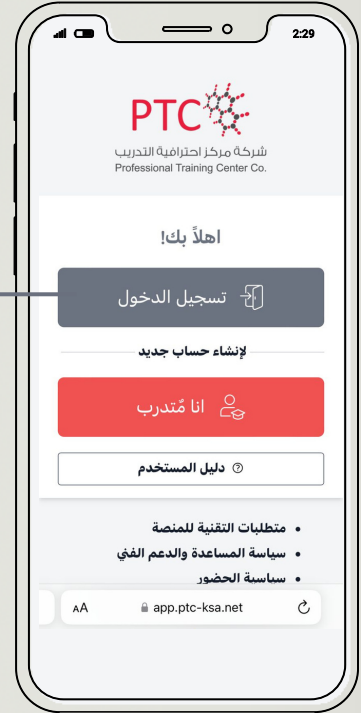 2:29
PTC
شركة مركز احترافية التدريب
Professional Training Center Co.
اهلاً بك!
تسجيل الدخول
لإنشاء حساب جديد
انا مُتدرب
دليل المستخدم
متطلبات التقنية للمنصة
سياسة المساعدة والدعم الفني
سياسية الحضور
AA app.ptc-ksa.net